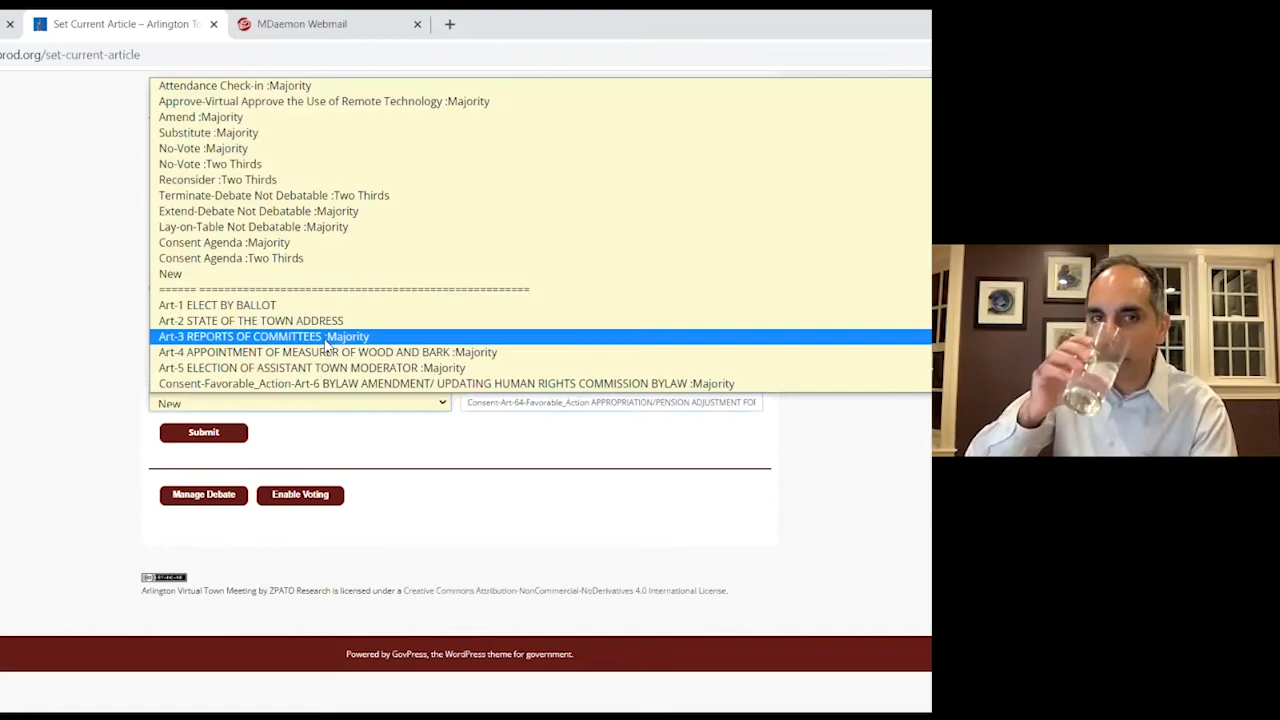 Set Current Article – Arlington To
MDaemon Webmail
prod.org/set-current-article
Attendance Check-in :Majority
Approve-Virtual Approve the Use of Remote Technology :Majority
Amend :Majority
Substitute :Majority
No-Vote :Majority
No-Vote :Two Thirds
Reconsider :Two Thirds
Terminate-Debate Not Debatable :Two Thirds
Extend-Debate Not Debatable :Majority
Lay-on-Table Not Debatable :Majority
Consent Agenda :Majority
Consent Agenda :Two Thirds
New
====== =====================================================
Art-1 ELECT BY BALLOT
Art-2 STATE OF THE TOWN ADDRESS
Art-3 REPORTS OF COMMITTEES :Majority
Art-4 APPOINTMENT OF MEASURER OF WOOD AND BARK :Majority
Art-5 ELECTION OF ASSISTANT TOWN MODERATOR :Majority
Consent-Favorable_Action-Art-6 BYLAW AMENDMENT/ UPDATING HUMAN RIGHTS COMMISSION BYLAW :Majority
New
Consent-Art-64-Favorable_Action APPROPRIATION/PENSION ADJUSTMENT FOR
Submit
Manage Debate
Enable Voting
Arlington Virtual Town Meeting by ZPATO Research is licensed under a Creative Commons Attribution-NonCommercial-NoDerivatives 4.0 International License.
Powered by GovPress, the WordPress theme for government.